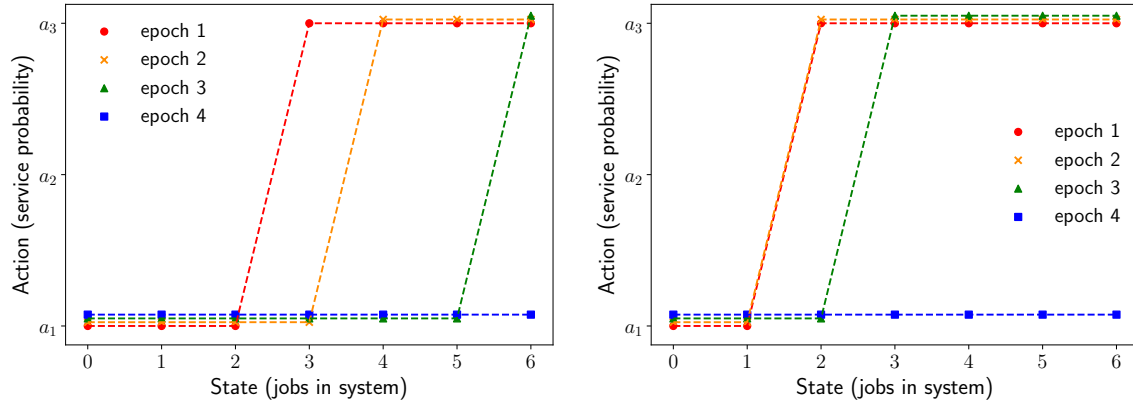 a₃
a₂
a₁
Action (service probability)
epoch 1
epoch 2
epoch 3
epoch 4
0 1 2 3 4 5 6
State (jobs in system)
a₃
a₂
a₁
Action (service probability)
epoch 1
epoch 2
epoch 3
epoch 4
0 1 2 3 4 5 6
State (jobs in system)